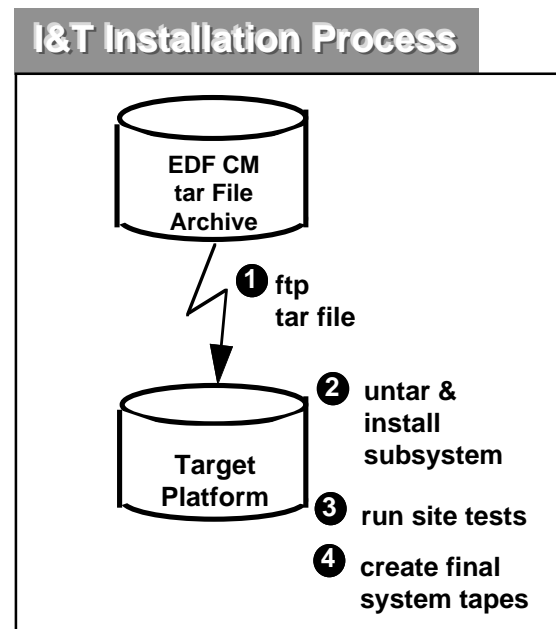 I&T Installation Process
EDF CM
tar File
Archive
1 ftp
tar file
2 untar &
install
subsystem
Target
Platform
3 run site tests
4 create final
system tapes